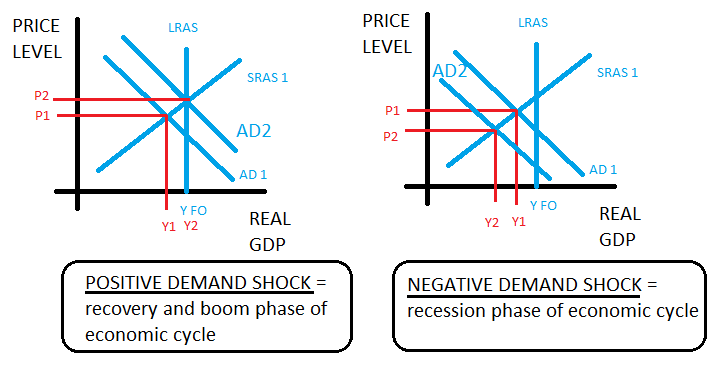 PRICE
LEVEL
LRAS
SRAS 1
P2
P1
AD2
AD 1
Y FO
Y1 Y2
REAL
GDP
POSITIVE DEMAND SHOCK =
recovery and boom phase of
economic cycle
PRICE
LEVEL
LRAS
AD2
SRAS 1
P1
P2
AD 1
Y FO
Y2 Y1
REAL
GDP
NEGATIVE DEMAND SHOCK =
recession phase of economic cycle